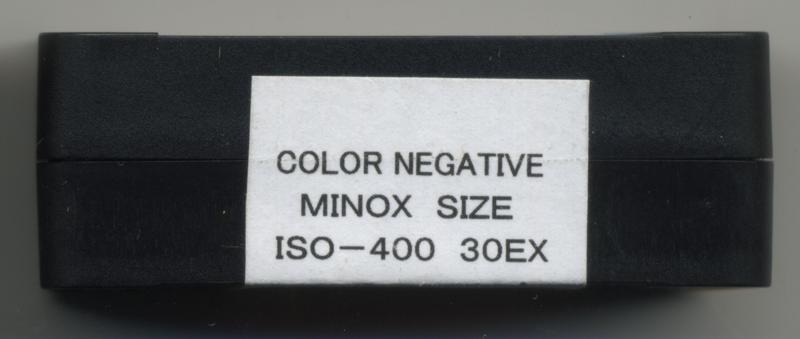 COLOR NEGATIVE
MINOX SIZE
ISO-400 30EX